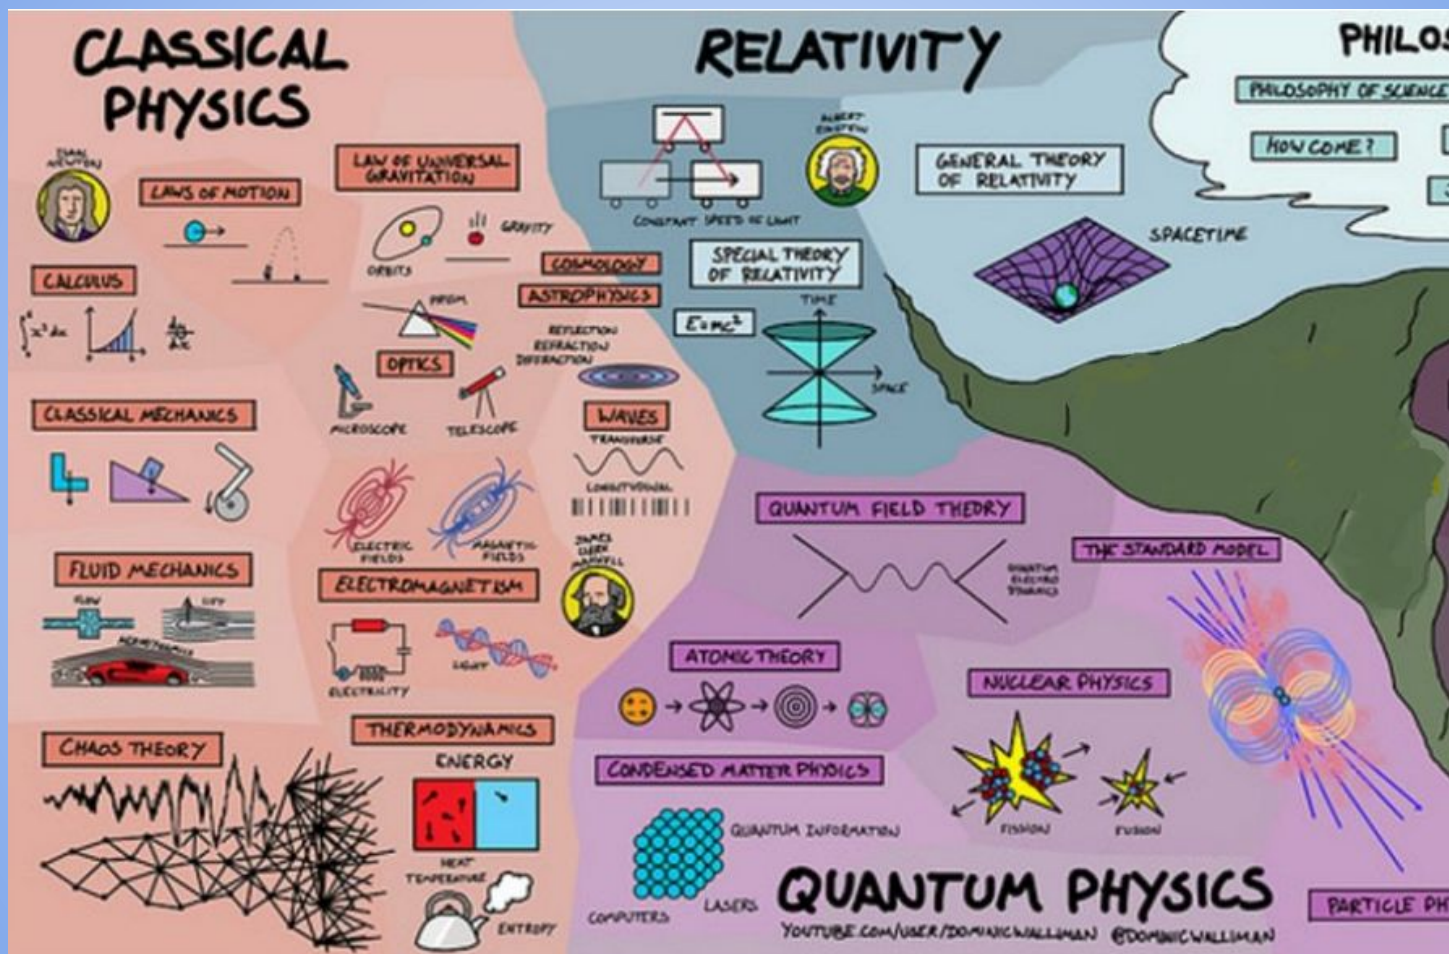 CLASSICAL
PHYSICS
ISAAC
NEWTON
LAWS OF MOTION
LAW OF UNIVERSAL
GRAVITATION
ORBITS
GRAVITY
CALCULUS
∫ x² dx
COSMOLOGY
ASTROPHYSICS
PRISM
OPTICS
REFLECTION
REFRACTION
DIFFRACTION
MICROSCOPE
TELESCOPE
CLASSICAL MECHANICS
WAVES
TRANSVERSE
LONGITUDINAL
ELECTRIC
FIELDS
MAGNETIC
FIELDS
JAMES
CLERK
MAXWELL
FLUID MECHANICS
FLOW
LIFT
AERODYNAMICS
ELECTROMAGNETISM
ELECTRICITY
LIGHT
CHAOS THEORY
THERMODYNAMICS
ENERGY
HEAT
TEMPERATURE
ENTROPY
RELATIVITY
CONSTANT SPEED OF LIGHT
ALBERT
EINSTEIN
GENERAL THEORY
OF RELATIVITY
SPECIAL THEORY
OF RELATIVITY
E=mc²
TIME
SPACE
SPACETIME
PHILOS
PHILOSOPHY OF SCIENCE
HOW COME?
QUANTUM FIELD THEORY
QUANTUM
ELECTRO
DYNAMICS
THE STANDARD MODEL
ATOMIC THEORY
NUCLEAR PHYSICS
FISSION
FUSION
CONDENSED MATTER PHYSICS
QUANTUM INFORMATION
LASERS
COMPUTERS
QUANTUM PHYSICS
YOUTUBE.COM/USER/DOMINICWALLIMAN @DOMINICWALLIMAN
PARTICLE PH